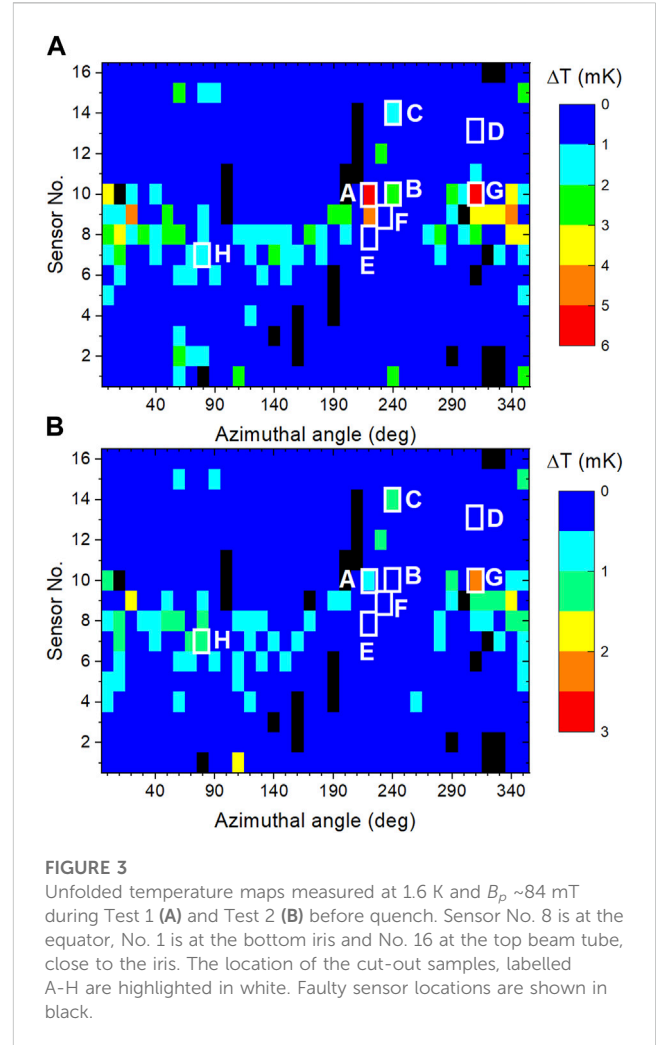 A
ΔT (mK)
16
14
12
10
8
6
4
2
Sensor No.
C
D
A
B
G
F
E
H
0
1
2
3
4
5
6
40 90 140 190 240 290 340
Azimuthal angle (deg)
B
ΔT (mK)
16
14
12
10
8
6
4
2
Sensor No.
C
D
A
B
G
F
E
H
0
1
2
3
40 90 140 190 240 290 340
Azimuthal angle (deg)
FIGURE 3
Unfolded temperature maps measured at 1.6 K and Bp ~84 mT
during Test 1 (A) and Test 2 (B) before quench. Sensor No. 8 is at the
equator, No. 1 is at the bottom iris and No. 16 at the top beam tube,
close to the iris. The location of the cut-out samples, labelled
A-H are highlighted in white. Faulty sensor locations are shown in
black.